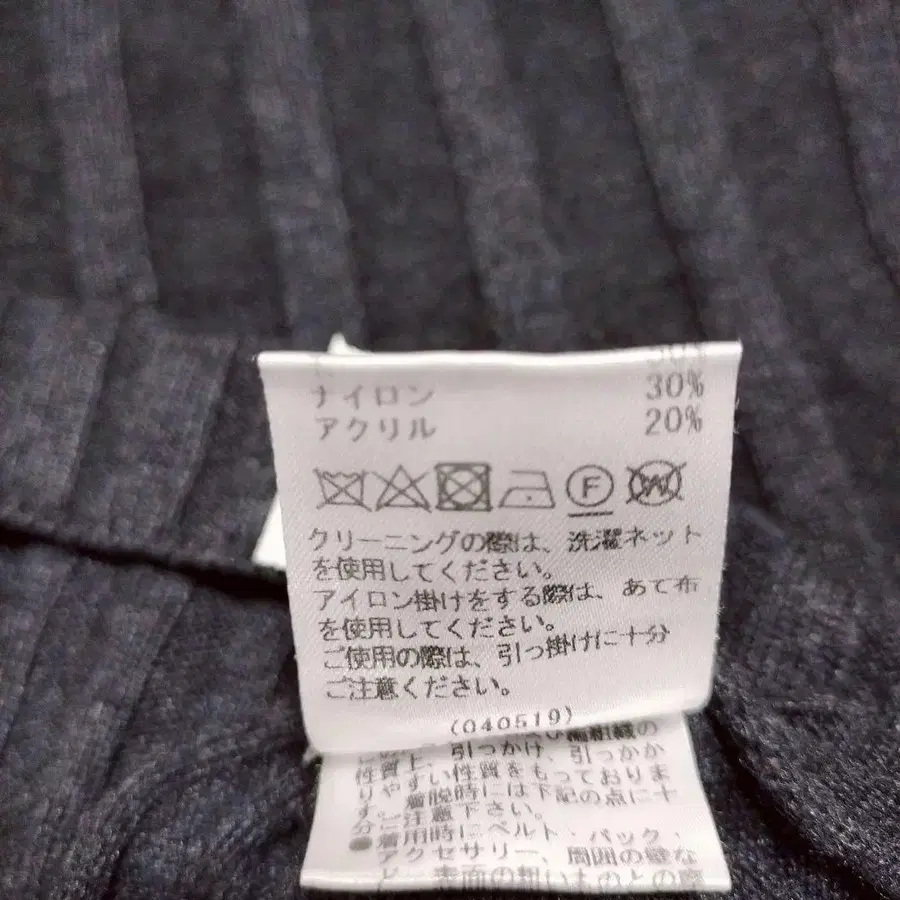 ナイロン 30%
アクリル 20%
F
W
クリーニングの際は、洗濯ネット
を使用してください。
アイロン掛けをする際は、あて布
を使用してください。
ご使用の際は、引っ掛けに十分
ご注意ください。
(040519)
性質上、引つかけ、引っかか
りやすい性質をもっておりま
す。着脱時には下記の点に十
分ご注意下さい。
●着用時にベルト・バック・
アクセサリー、周囲の壁な